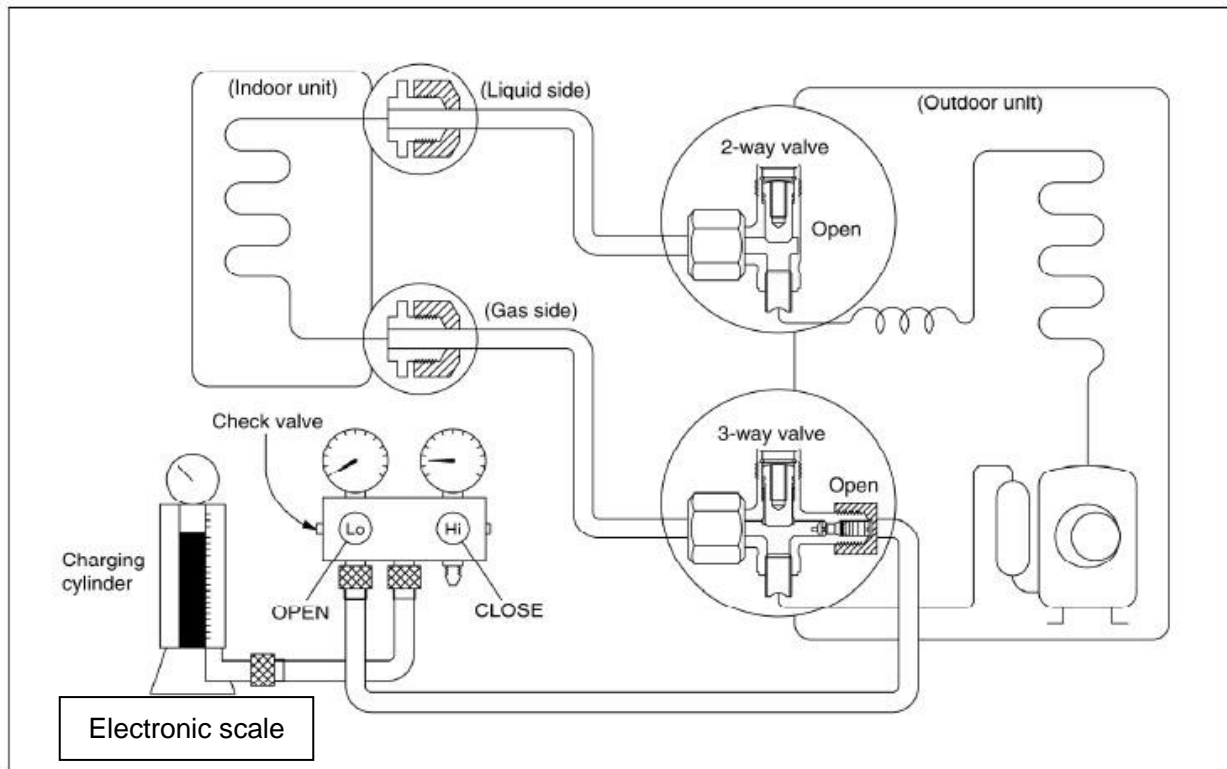 (Indoor unit)
(Liquid side)
(Outdoor unit)
2-way valve
Open
(Gas side)
Check valve
3-way valve
Open
Lo
Hi
Charging
cylinder
OPEN
CLOSE
Electronic scale